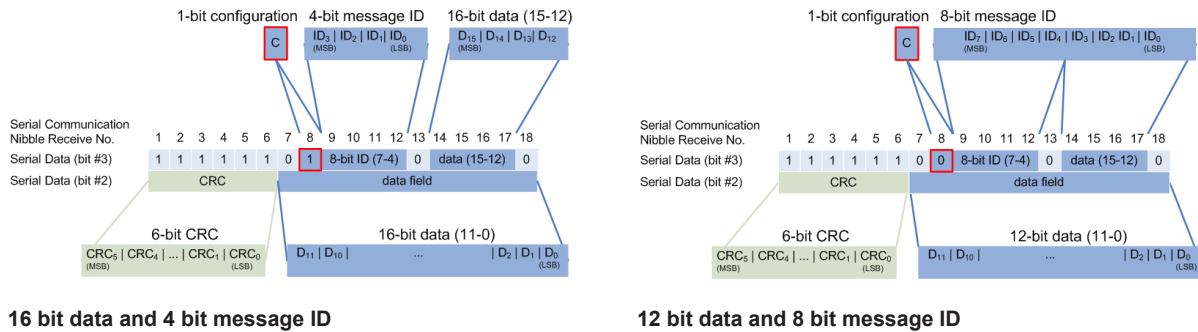 1-bit configuration 4-bit message ID 16-bit data (15-12)
C
ID3 | ID2 | ID1| ID0
(MSB) (LSB)
D15 | D14 | D13| D12
Serial Communication
Nibble Receive No.
1 2 3 4 5 6 7 8 9 10 11 12 13 14 15 16 17 18
Serial Data (bit #3) 1 1 1 1 1 1 0 1 8-bit ID (7-4) 0 data (15-12) 0
Serial Data (bit #2) CRC data field
6-bit CRC 16-bit data (11-0)
CRC5 | CRC4 | ... | CRC1 | CRC0
(MSB) (LSB)
D11 | D10 | ... | D2 | D1 | D0
(LSB)
16 bit data and 4 bit message ID
1-bit configuration 8-bit message ID
C
ID7 | ID6 | ID5 | ID4 | ID3 | ID2 ID1 | ID0
(MSB) (LSB)
Serial Communication
Nibble Receive No.
1 2 3 4 5 6 7 8 9 10 11 12 13 14 15 16 17 18
Serial Data (bit #3) 1 1 1 1 1 1 0 0 8-bit ID (7-4) 0 data (15-12) 0
Serial Data (bit #2) CRC data field
6-bit CRC 12-bit data (11-0)
CRC5 | CRC4 | ... | CRC1 | CRC0
(MSB) (LSB)
D11 | D10 | ... | D2 | D1 | D0
(LSB)
12 bit data and 8 bit message ID